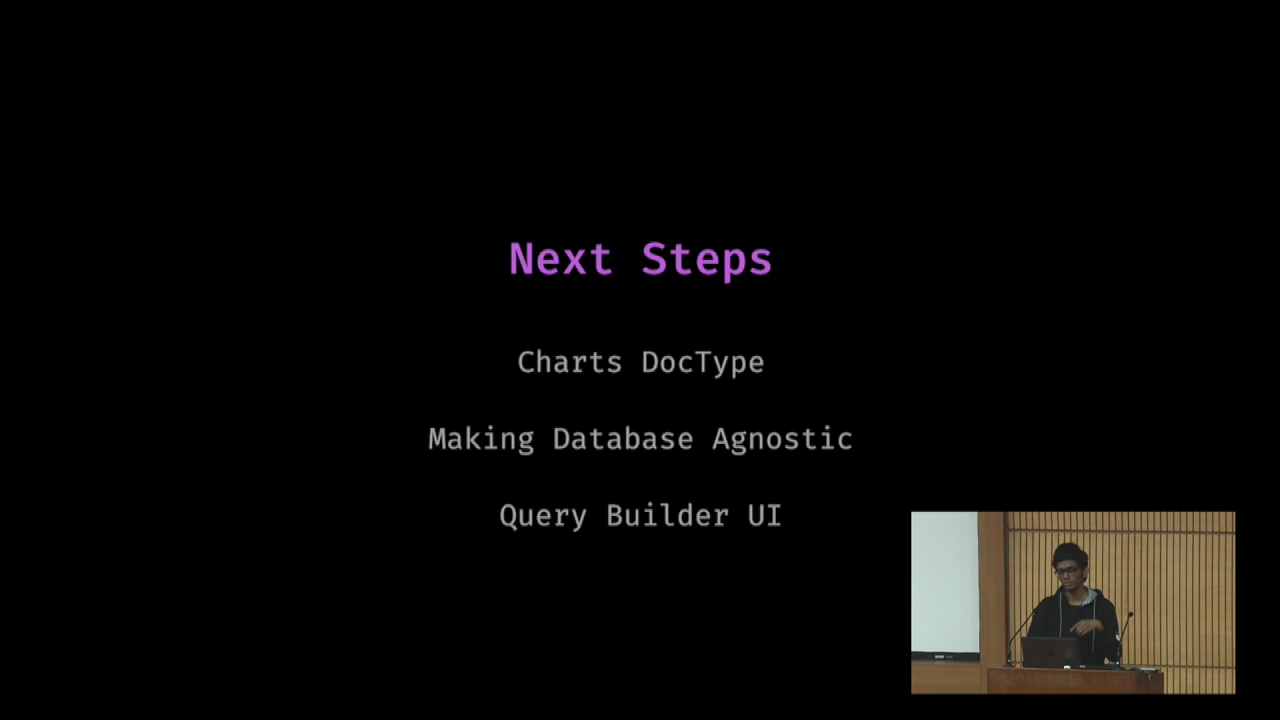 Next Steps
Charts DocType
Making Database Agnostic
Query Builder UI